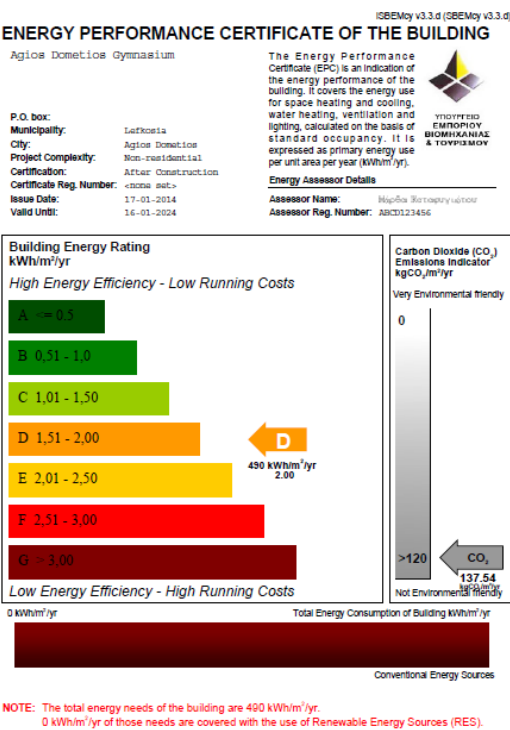 iSBEMcy v3.3.d (SBEMcy v3.3.d)
ENERGY PERFORMANCE CERTIFICATE OF THE BUILDING
Agios Dometios Gymnasium
The Energy Performance
Certificate (EPC) is an indication of
the energy performance of the
building. It covers the energy use
for space heating and cooling,
water heating, ventilation and
lighting, calculated on the basis of
standard occupancy. It is
expressed as primary energy use
per unit area per year (kWh/m²/yr).
ΥΠΟΥΡΓΕΙΟ
ΕΜΠΟΡΙΟΥ
ΒΙΟΜΗΧΑΝΙΑΣ
& ΤΟΥΡΙΣΜΟΥ
P.O. box:
Municipality: Lefkosia
City: Agios Dometios
Project Complexity: Non-residential
Certification: After Construction
Certificate Reg. Number: <none set>
Issue Date: 17-01-2014
Valid Until: 16-01-2024
Energy Assessor Details
Assessor Name:
Assessor Reg. Number: ABCD123456
Building Energy Rating
kWh/m²/yr
High Energy Efficiency - Low Running Costs
A <= 0.5
B 0,51 - 1,0
C 1,01 - 1,50
D 1,51 - 2,00
E 2,01 - 2,50
F 2,51 - 3,00
G > 3,00
D
490 kWh/m²/yr
2.00
Low Energy Efficiency - High Running Costs
Carbon Dioxide (CO₂)
Emissions Indicator
kgCO₂/m²/yr
Very Environmental friendly
0
>120
CO₂
137.54
kgCO₂/m²/yr
Not Environmental friendly
0 kWh/m²/yr
Total Energy Consumption of Building kWh/m²/yr
Conventional Energy Sources
NOTE: The total energy needs of the building are 490 kWh/m²/yr.
0 kWh/m²/yr of those needs are covered with the use of Renewable Energy Sources (RES).